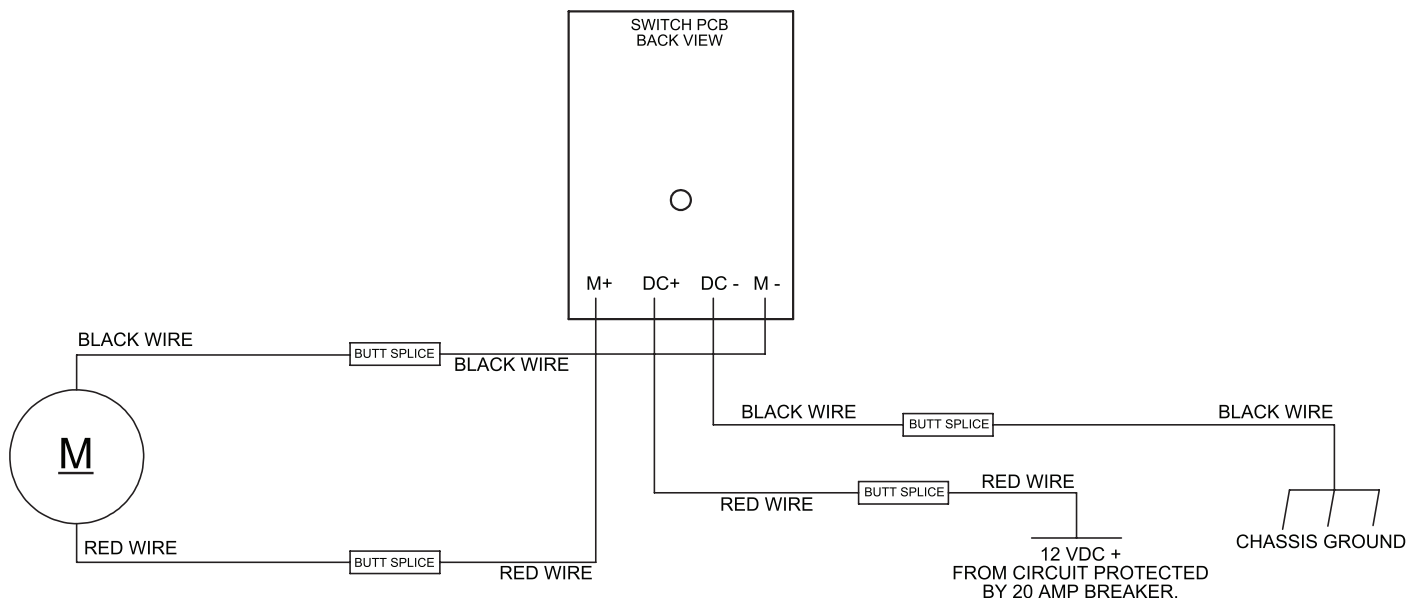 SWITCH PCB
BACK VIEW
M+ DC+ DC - M -
BLACK WIRE
BUTT SPLICE
BLACK WIRE
M
BLACK WIRE
BUTT SPLICE
BLACK WIRE
RED WIRE
BUTT SPLICE
RED WIRE
RED WIRE
BUTT SPLICE
RED WIRE
12 VDC +
FROM CIRCUIT PROTECTED
BY 20 AMP BREAKER.
CHASSIS GROUND